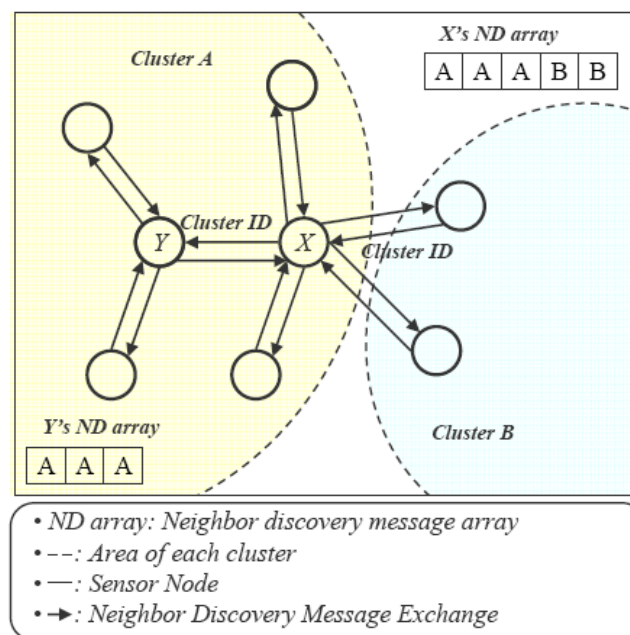 Cluster A
X's ND array
A A A B B
Cluster ID
Y
X
Cluster ID
Y's ND array
A A A
Cluster B
• ND array: Neighbor discovery message array
• --: Area of each cluster
• —: Sensor Node
• →: Neighbor Discovery Message Exchange